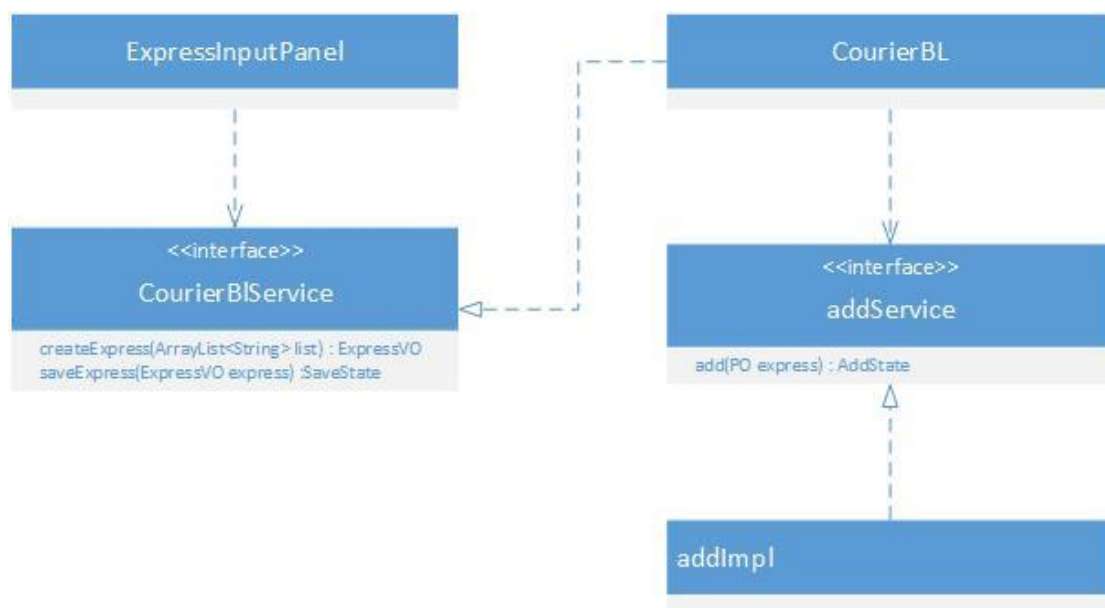 ExpressInputPanel
CourierBL
<<interface>>
CourierBlService
createExpress(ArrayList<String> list) : ExpressVO
saveExpress(ExpressVO express) :SaveState
<<interface>>
addService
add(PO express) : AddState
addImpl